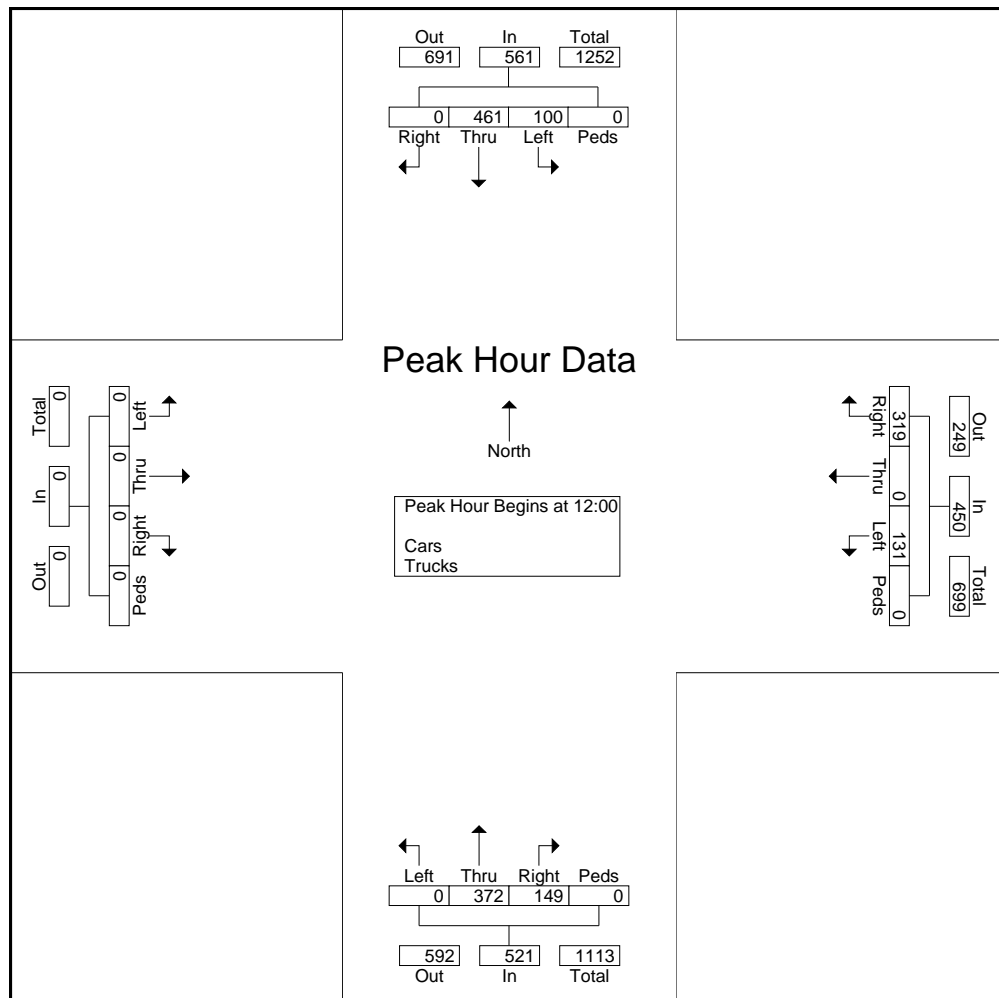 Out In Total
691 561 1252
0 461 100 0
Right Thru Left Peds
Peak Hour Data
North
Peak Hour Begins at 12:00
Cars
Trucks
Total In Out
0 0 0
0 0 0 0
Left Thru Right Peds
Right Thru Left Peds
319 0 131 0
249 450 699
Out In Total
Left Thru Right Peds
0 372 149 0
592 521 1113
Out In Total